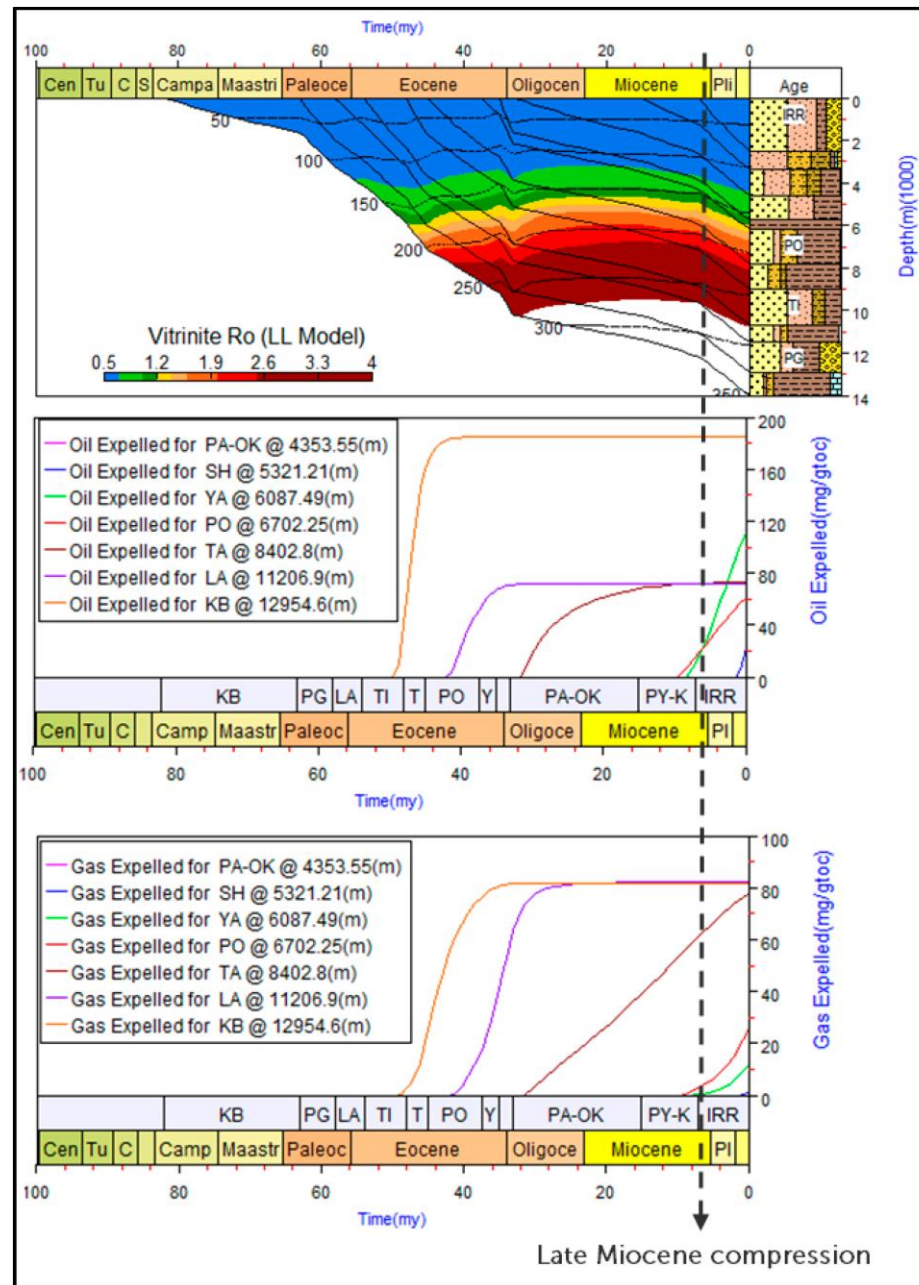 Time(my)
100 80 60 40 20 0
Cen Tu C S Campa Maastri Paleoce Eocene Oligocen Miocene Pli Age
50
100
150
200
250
300
350
IRR
PO
TI
PG
0
2
4
6
8
10
12
14
Depth(m)(1000)
Vitrinite Ro (LL Model)
0.5 1.2 1.9 2.6 3.3 4
Oil Expelled for PA-OK @ 4353.55(m)
Oil Expelled for SH @ 5321.21(m)
Oil Expelled for YA @ 6087.49(m)
Oil Expelled for PO @ 6702.25(m)
Oil Expelled for TA @ 8402.8(m)
Oil Expelled for LA @ 11206.9(m)
Oil Expelled for KB @ 12954.6(m)
200
160
120
80
40
0
Oil Expelled(mg/gtoc)
KB PG LA TI T PO Y PA-OK PY-K IRR
Cen Tu C Camp Maast Paleoc Eocene Oligoce Miocene Pl
100 80 60 40 20 0
Time(my)
Gas Expelled for PA-OK @ 4353.55(m)
Gas Expelled for SH @ 5321.21(m)
Gas Expelled for YA @ 6087.49(m)
Gas Expelled for PO @ 6702.25(m)
Gas Expelled for TA @ 8402.8(m)
Gas Expelled for LA @ 11206.9(m)
Gas Expelled for KB @ 12954.6(m)
100
80
60
40
20
0
Gas Expelled(mg/gtoc)
KB PG LA TI T PO Y PA-OK PY-K IRR
Cen Tu C Camp Maast Paleoc Eocene Oligoce Miocene Pl
100 80 60 40 20 0
Time(my)
Late Miocene compression